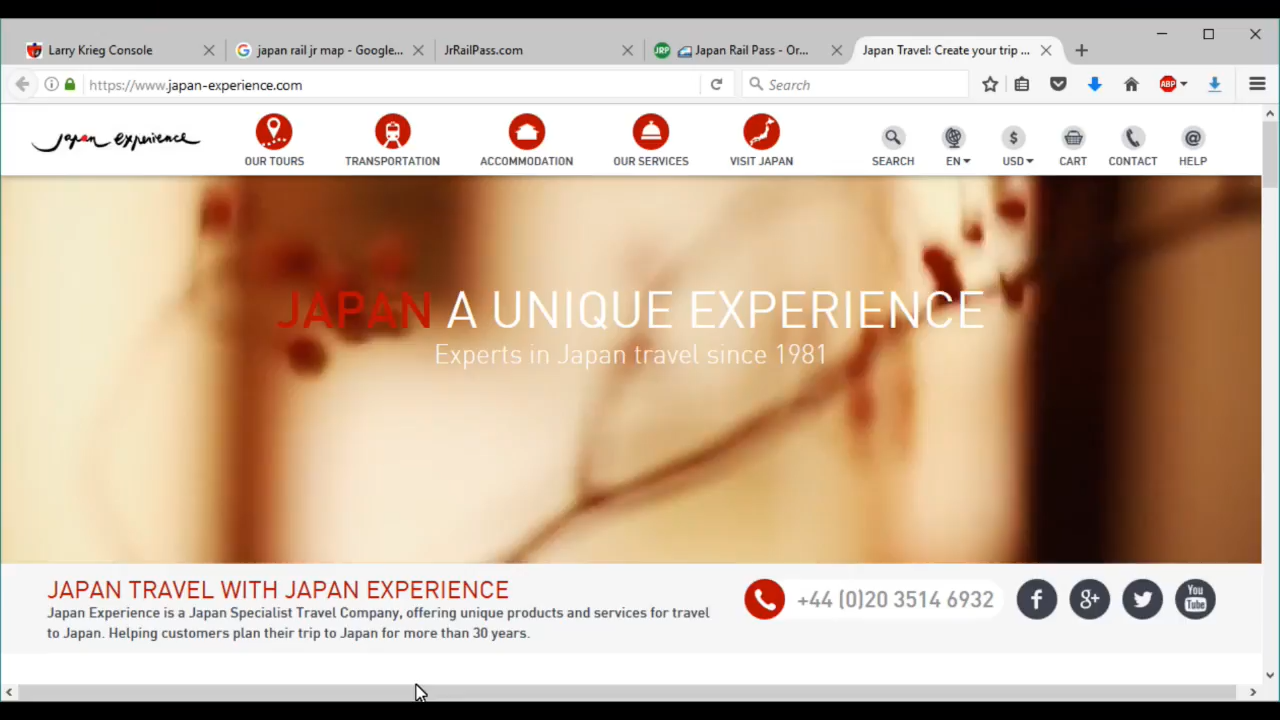 Larry Krieg Console
japan rail jr map - Google...
JrRailPass.com
JRP
Japan Rail Pass - Or...
Japan Travel: Create your trip ...
https://www.japan-experience.com
Search
ABP
japan experience
OUR TOURS
TRANSPORTATION
ACCOMMODATION
OUR SERVICES
VISIT JAPAN
SEARCH
EN
$
USD
CART
CONTACT
@
HELP
JAPAN A UNIQUE EXPERIENCE
Experts in Japan travel since 1981
JAPAN TRAVEL WITH JAPAN EXPERIENCE
Japan Experience is a Japan Specialist Travel Company, offering unique products and services for travel
to Japan. Helping customers plan their trip to Japan for more than 30 years.
+44 (0)20 3514 6932
f
g+
You
Tube